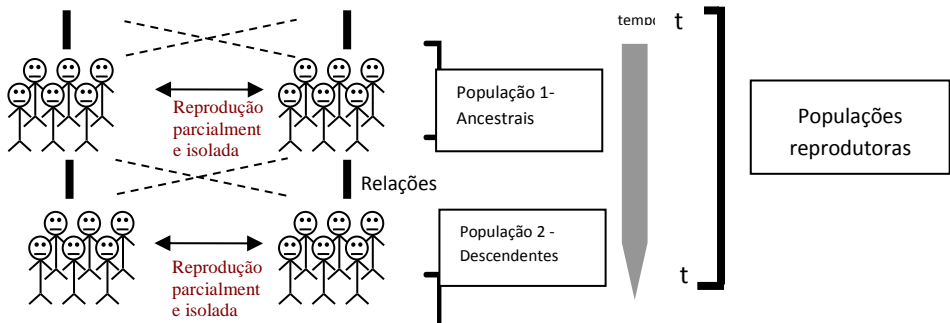 tempo
t
Reprodução
parcialment
e isolada
População 1-
Ancestrais
Populações
reprodutoras
Relações
Reprodução
parcialment
e isolada
População 2 -
Descendentes
t